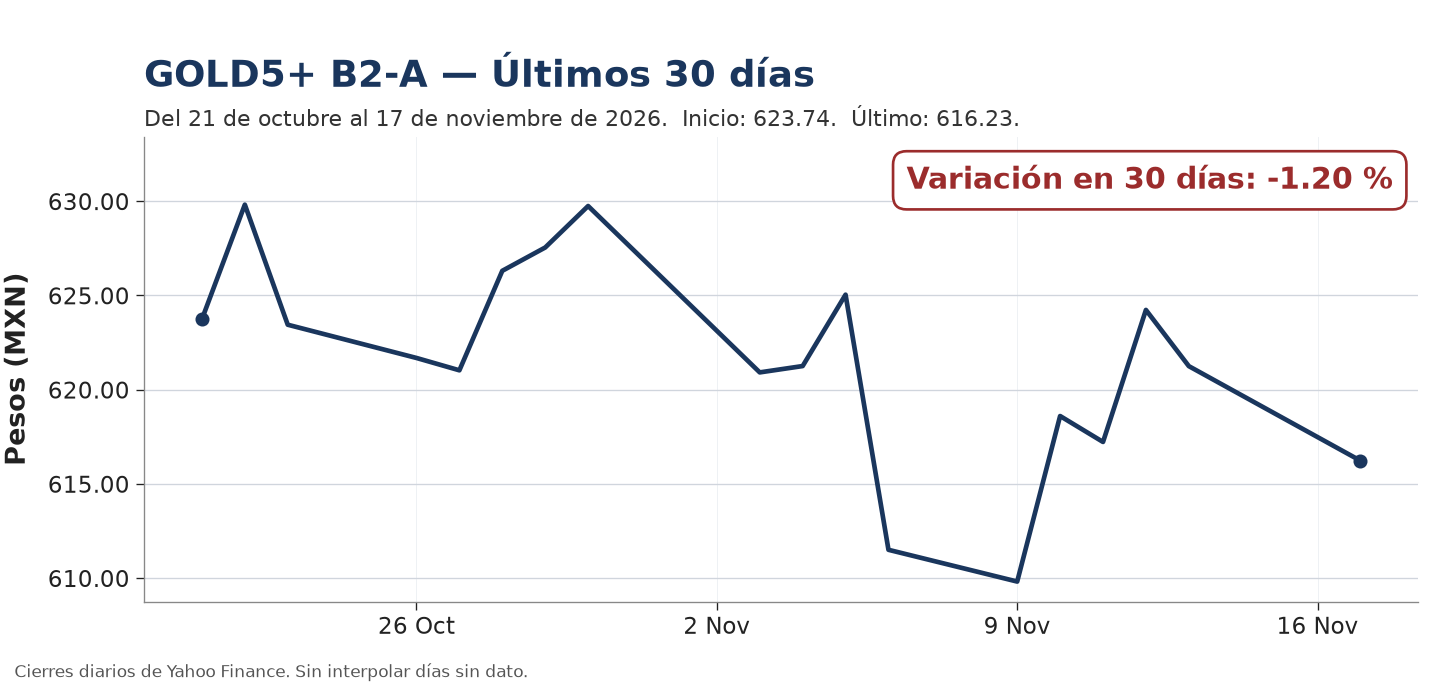 GOLD5+ B2-A — Últimos 30 días
Del 21 de octubre al 17 de noviembre de 2026.  Inicio: 623.74.  Último: 616.23.
Variación en 30 días: -1.20 %
Pesos (MXN)
630.00
625.00
620.00
615.00
610.00
26 Oct
2 Nov
9 Nov
16 Nov
Cierres diarios de Yahoo Finance. Sin interpolar días sin dato.